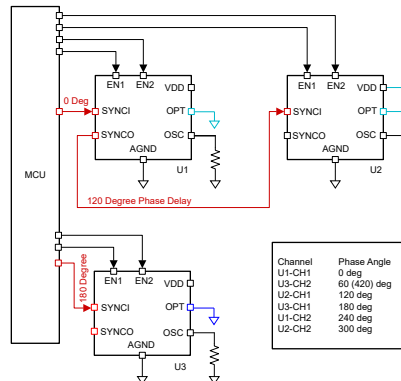 EN1 EN2
VDD
0 Deg
SYNCI
OPT
SYNCO
OSC
AGND
U1
EN1 EN2
VDD
SYNCI
OPT
SYNCO
OSC
AGND
U2
MCU
120 Degree Phase Delay
180 Degree
EN1 EN2
VDD
SYNCI
OPT
SYNCO
OSC
AGND
U3
Channel Phase Angle
U1-CH1 0 deg
U3-CH2 60 (420) deg
U2-CH1 120 deg
U3-CH1 180 deg
U1-CH2 240 deg
U2-CH2 300 deg